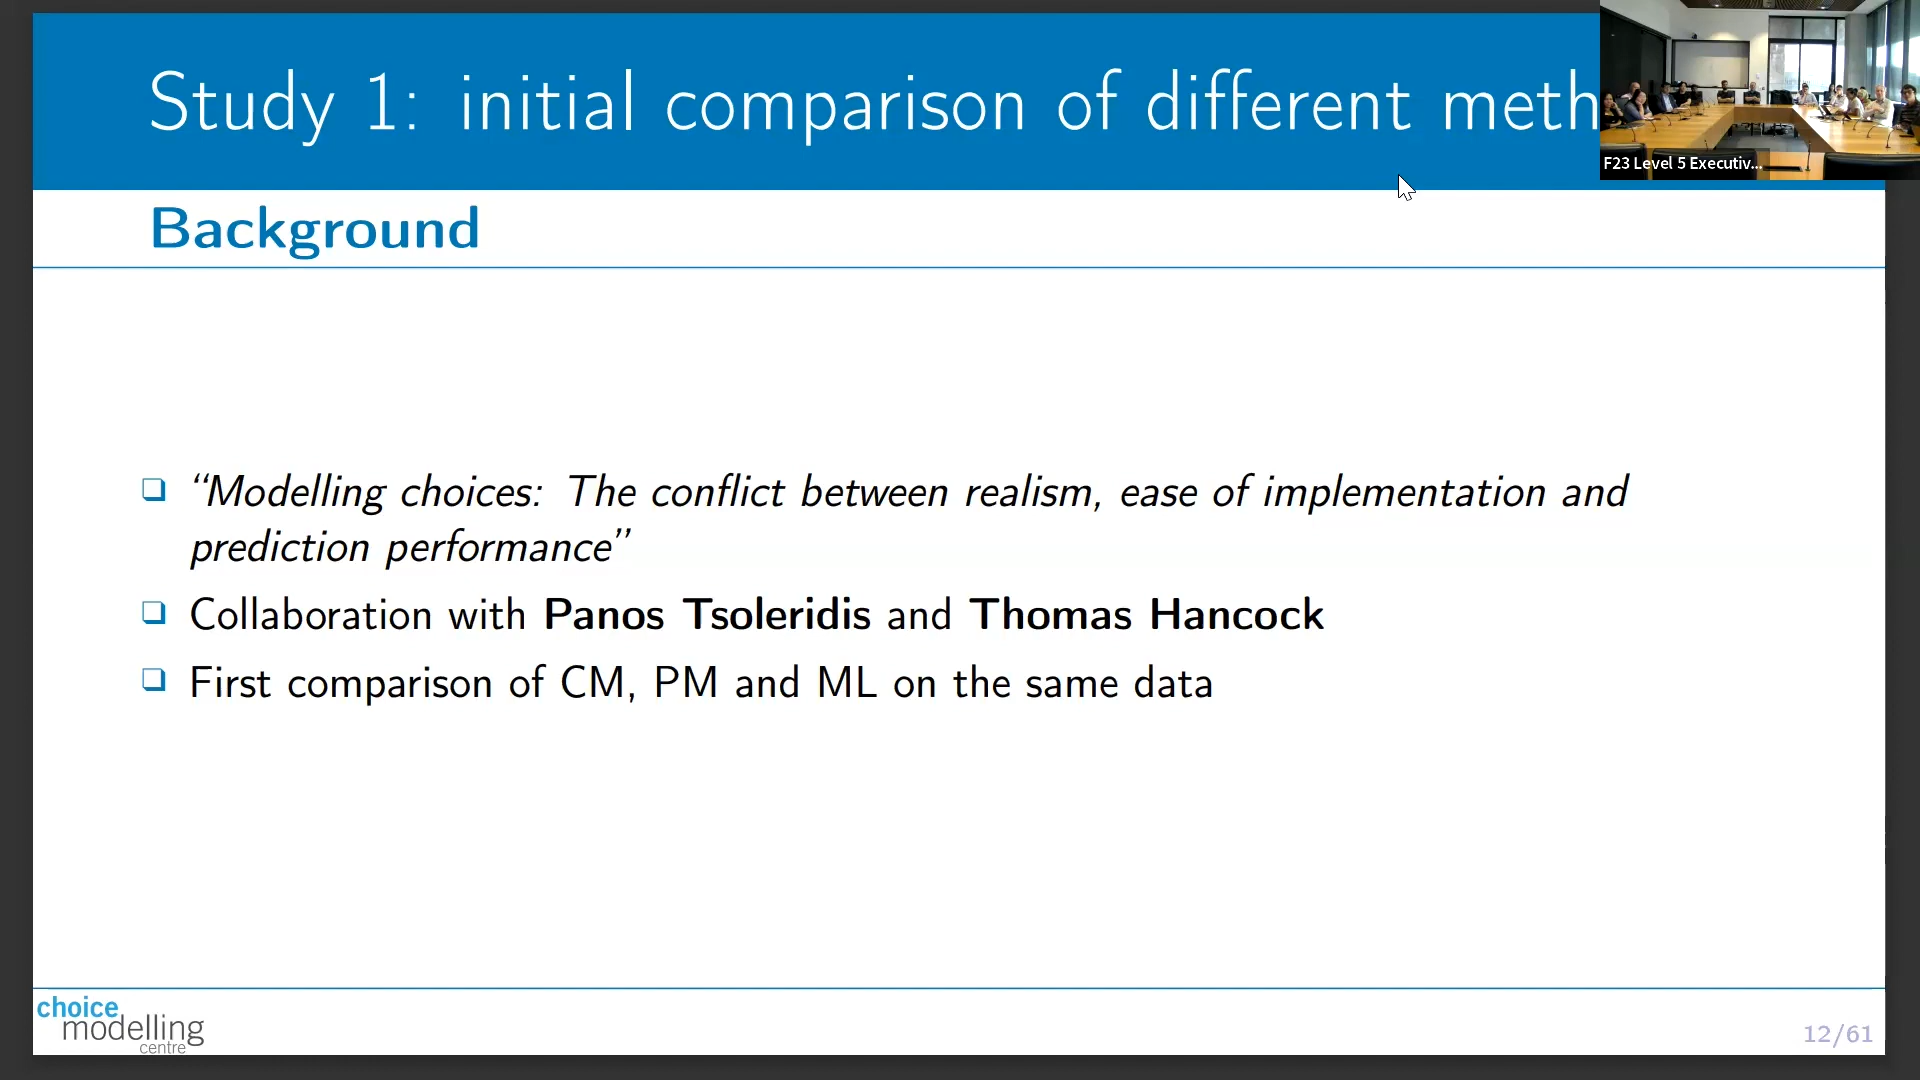 Study 1: initial comparison of different meth
F23 Level 5 Executiv...
Background
❑ “Modelling choices: The conflict between realism, ease of implementation and
prediction performance”
❑ Collaboration with Panos Tsoleridis and Thomas Hancock
❑ First comparison of CM, PM and ML on the same data
choice
modelling
centre
12/61